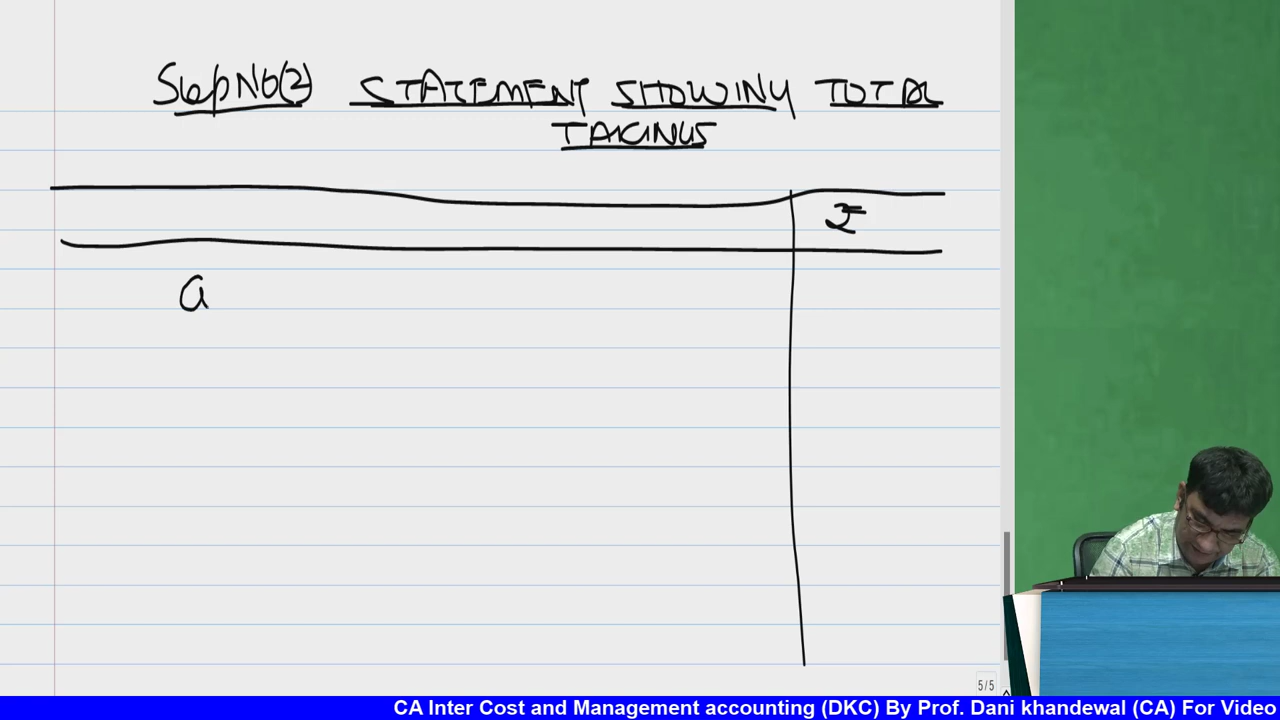 Step No(2) STATEMENT SHOWING TOTAL
TAKINGS
₹
a
5/5
CA Inter Cost and Management accounting (DKC) By Prof. Dani khandewal (CA) For Video